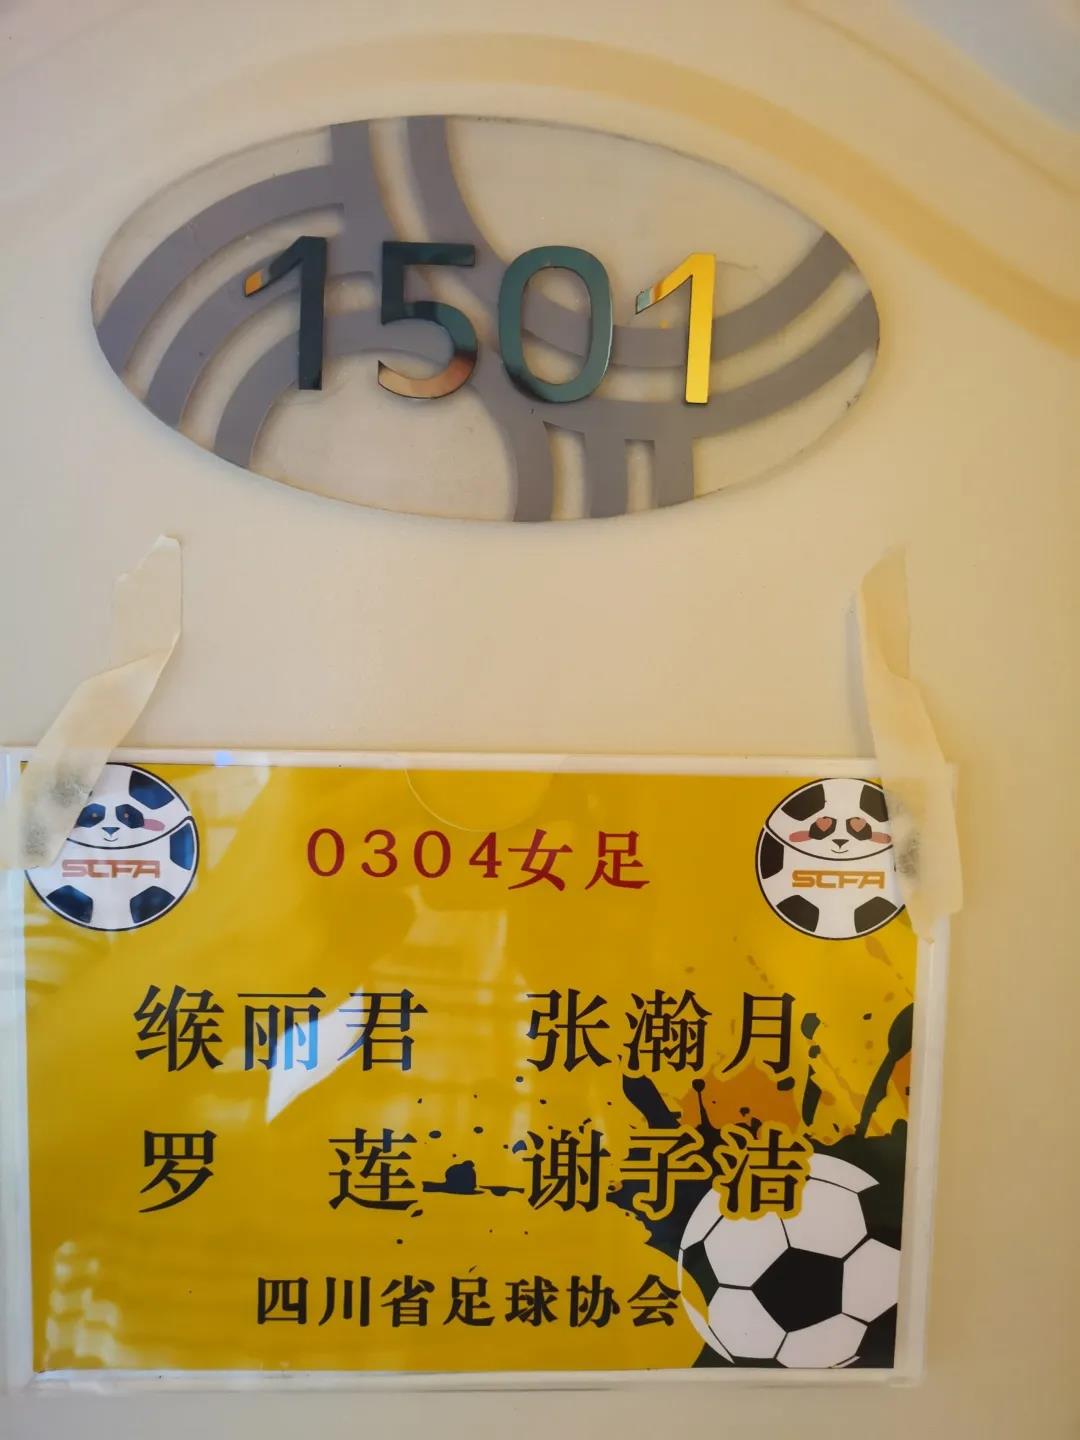 1501
SCFA
SCFA
0304女足
缑丽君 张瀚月
罗 莲 谢子洁
四川省足球协会